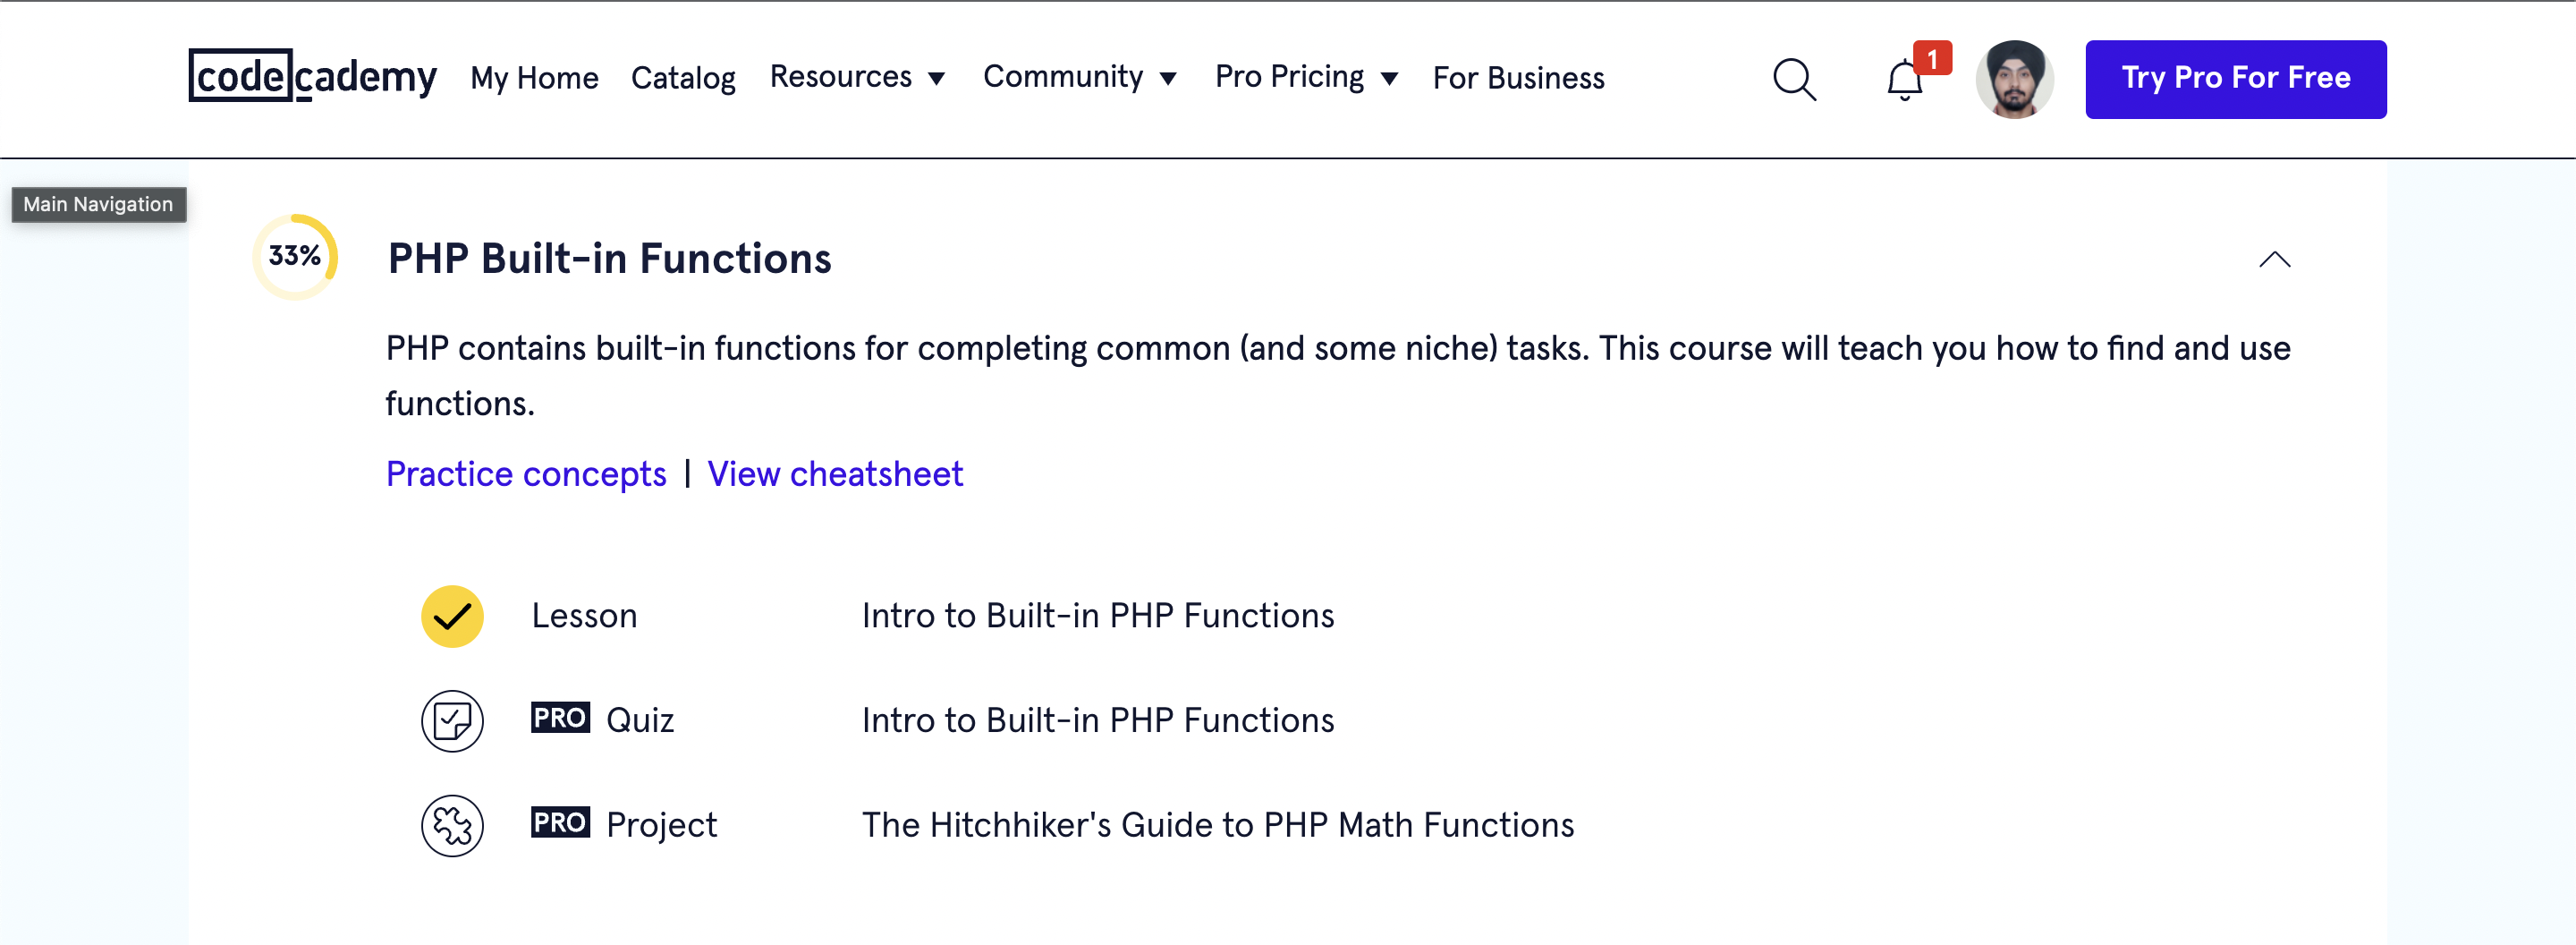 codecademy My Home Catalog Resources Community Pro Pricing For Business 1 Try Pro For Free
Main Navigation
33% PHP Built-in Functions
PHP contains built-in functions for completing common (and some niche) tasks. This course will teach you how to find and use
functions.
Practice concepts | View cheatsheet
Lesson Intro to Built-in PHP Functions
PRO Quiz Intro to Built-in PHP Functions
PRO Project The Hitchhiker's Guide to PHP Math Functions